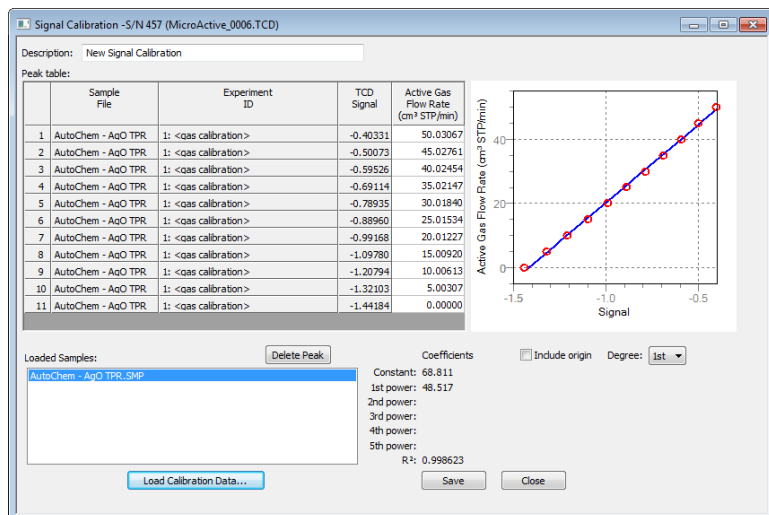 Signal Calibration -S/N 457 (MicroActive_0006.TCD)
Description: New Signal Calibration
Peak table:
Sample File Experiment ID TCD Signal Active Gas Flow Rate (cm³ STP/min)
1 AutoChem - AgO TPR 1: <gas calibration> -0.40331 50.03067
2 AutoChem - AgO TPR 1: <gas calibration> -0.50073 45.02761
3 AutoChem - AgO TPR 1: <gas calibration> -0.59526 40.02454
4 AutoChem - AgO TPR 1: <gas calibration> -0.69114 35.02147
5 AutoChem - AgO TPR 1: <gas calibration> -0.78935 30.01840
6 AutoChem - AgO TPR 1: <gas calibration> -0.88960 25.01534
7 AutoChem - AgO TPR 1: <gas calibration> -0.99168 20.01227
8 AutoChem - AgO TPR 1: <gas calibration> -1.09780 15.00920
9 AutoChem - AgO TPR 1: <gas calibration> -1.20794 10.00613
10 AutoChem - AgO TPR 1: <gas calibration> -1.32103 5.00307
11 AutoChem - AgO TPR 1: <gas calibration> -1.44184 0.00000
Active Gas Flow Rate (cm³ STP/min)
40
20
0
-1.5 -1.0 -0.5
Signal
Loaded Samples: Delete Peak
AutoChem - AgO TPR.SMP
Load Calibration Data...
Coefficients Include origin Degree: 1st
Constant: 68.811
1st power: 48.517
2nd power:
3rd power:
4th power:
5th power:
R²: 0.998623
Save Close